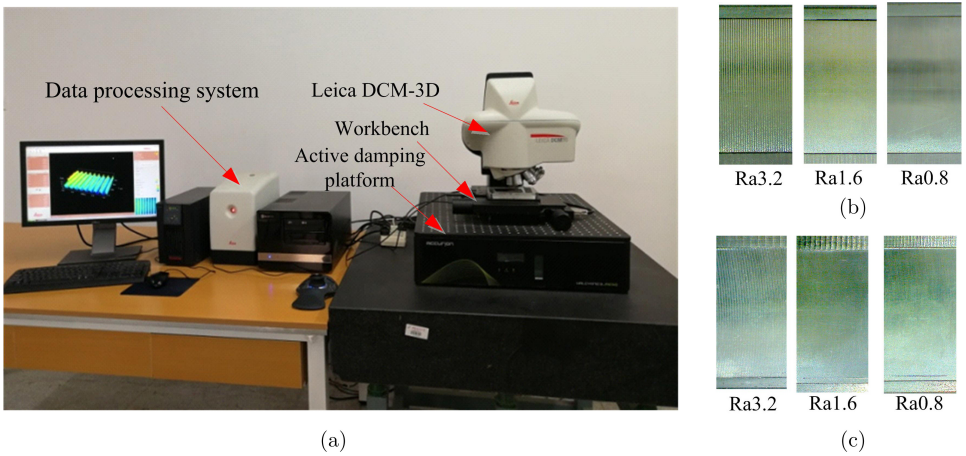 Data processing system
Leica DCM-3D
Workbench
Active damping
platform
accurion
(a)
Ra3.2 Ra1.6 Ra0.8
(b)
Ra3.2 Ra1.6 Ra0.8
(c)